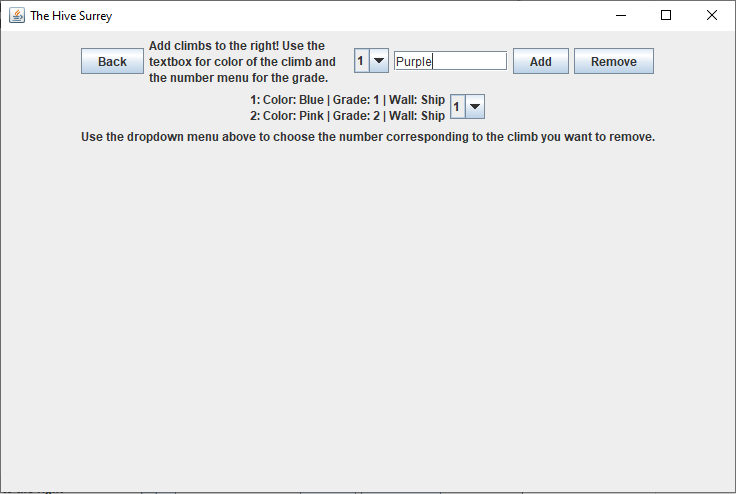 The Hive Surrey
Back
Add climbs to the right! Use the
textbox for color of the climb and
the number menu for the grade.
1
Purple
Add
Remove
1: Color: Blue | Grade: 1 | Wall: Ship
2: Color: Pink | Grade: 2 | Wall: Ship
1
Use the dropdown menu above to choose the number corresponding to the climb you want to remove.